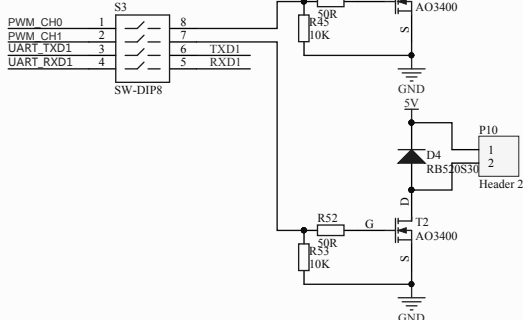 S3
50R
AO3400
R45
10K
S
PWM_CH0 1 8
PWM_CH1 2 7
UART_TXD1 3 6 TXD1
UART_RXD1 4 5 RXD1
SW-DIP8
GND
5V
P10
1
2
Header 2
D4
RB520S30
D
R52
50R
G
T2
AO3400
R53
10K
S
GND